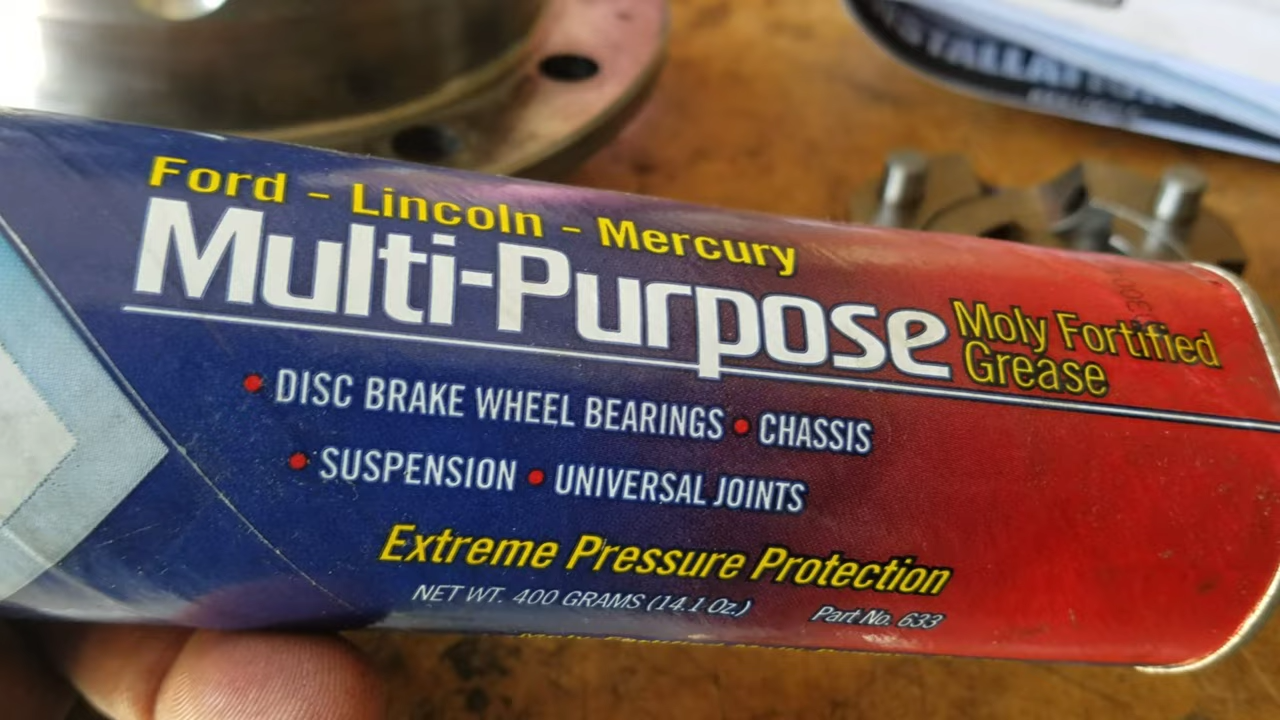 STALLATION
Ford - Lincoln - Mercury
Multi-Purpose
Moly Fortified
Grease
• DISC BRAKE WHEEL BEARINGS • CHASSIS
• SUSPENSION • UNIVERSAL JOINTS
Extreme Pressure Protection
NET WT. 400 GRAMS (14.1 Oz.) Part No. 633